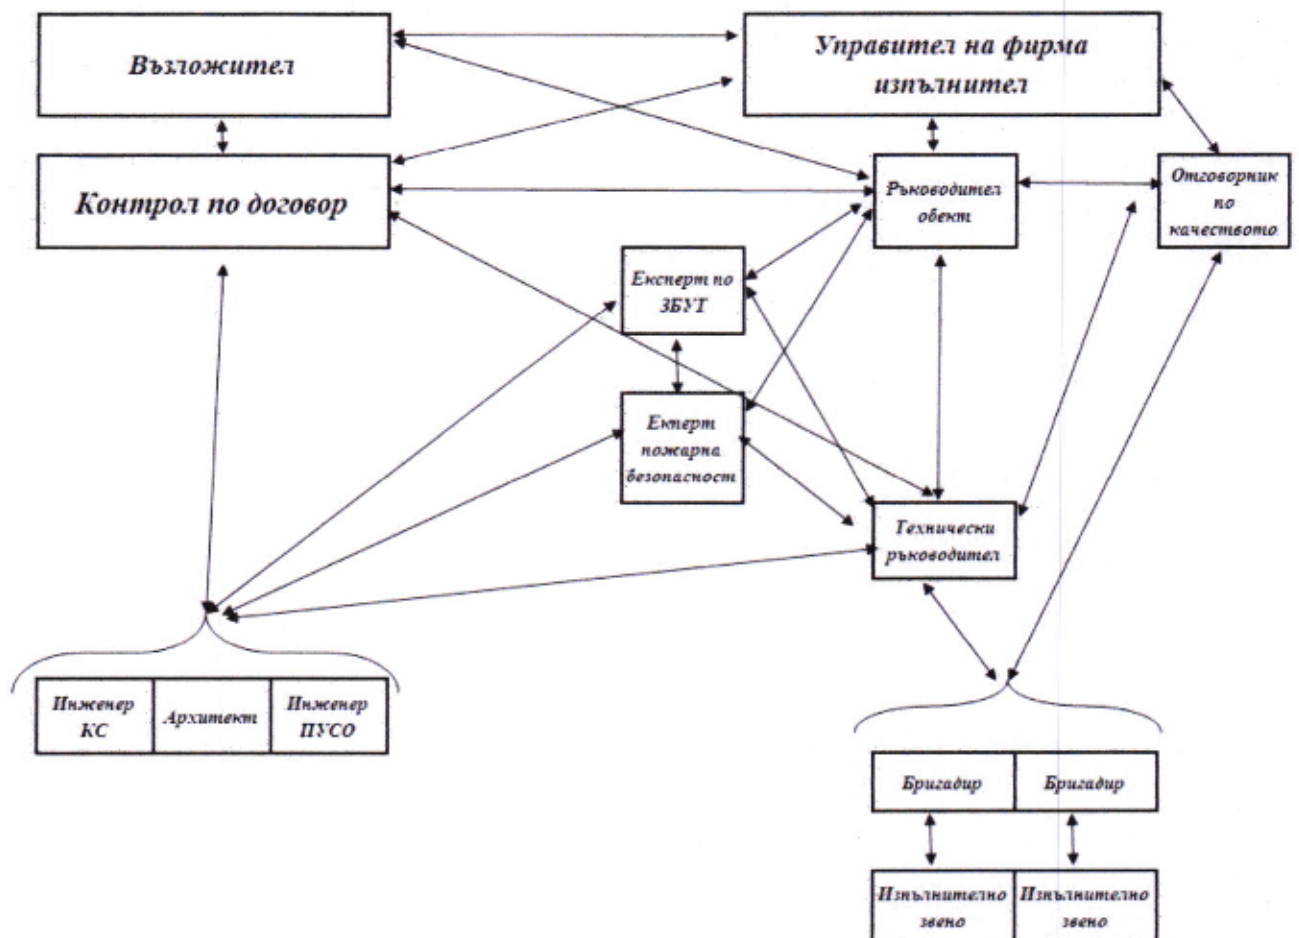 Възложител
Управител на фирма
изпълнител
Контрол по договор
Ръководител
обект
Отговорник
по
качеството
Експерт по
ЗБУТ
Екперт
пожарна
безопасност
Технически
ръководител
Инженер
КС
Архитект
Инженер
ПУСО
Бригадир
Бригадир
Изпълнително
звено
Изпълнително
звено